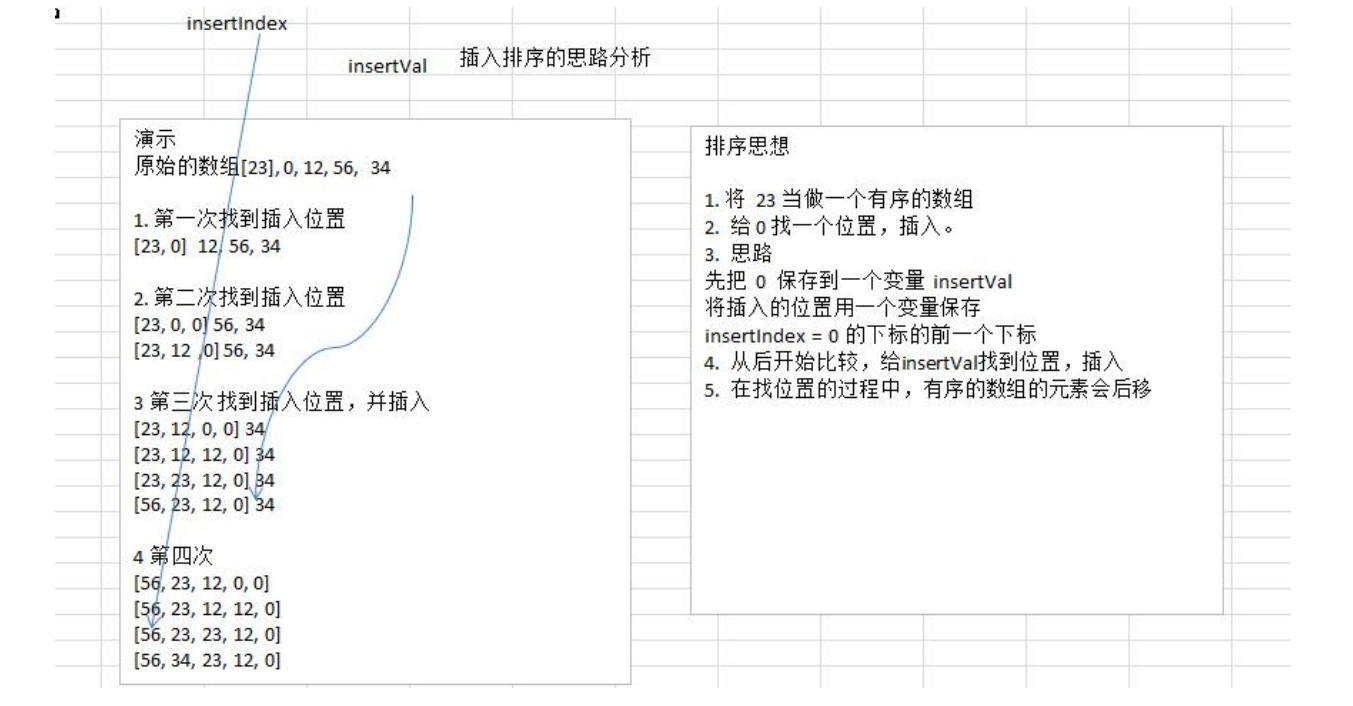 insertIndex
insertVal
插入排序的思路分析
演示
原始的数组[23], 0, 12, 56, 34
1. 第一次找到插入位置
[23, 0] 12, 56, 34
2. 第二次找到插入位置
[23, 0, 0] 56, 34
[23, 12 ,0] 56, 34
3 第三次 找到插入位置，并插入
[23, 12, 0, 0] 34
[23, 12, 12, 0] 34
[23, 23, 12, 0] 34
[56, 23, 12, 0] 34
4 第四次
[56, 23, 12, 0, 0]
[56, 23, 12, 12, 0]
[56, 23, 23, 12, 0]
[56, 34, 23, 12, 0]
排序思想
1. 将 23 当做一个有序的数组
2. 给 0 找一个位置，插入。
3. 思路
先把 0 保存到一个变量 insertVal
将插入的位置用一个变量保存
insertIndex = 0 的下标的前一个下标
4. 从后开始比较，给insertVal找到位置，插入
5. 在找位置的过程中，有序的数组的元素会后移